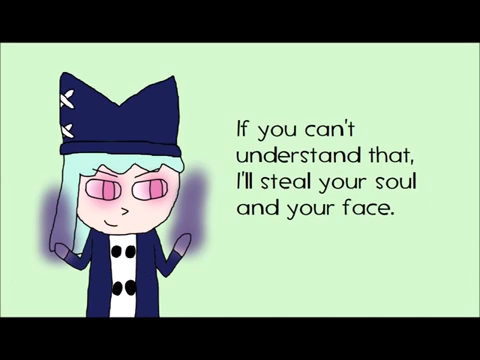 If you can't
understand that,
I'll steal your soul
and your face.